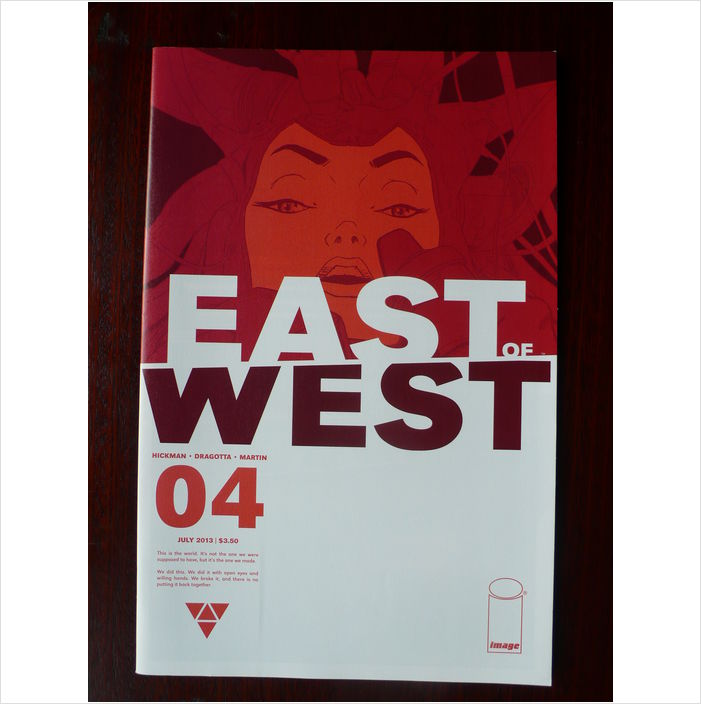 EAST
OF
WEST
HICKMAN • DRAGOTTA • MARTIN
04
JULY 2013 | $3.50
This is the world. It's not the one we were
supposed to have, but it's the one we made.
We did this. We did it with open eyes and
willing hands. We broke it, and there is no
putting it back together.
image